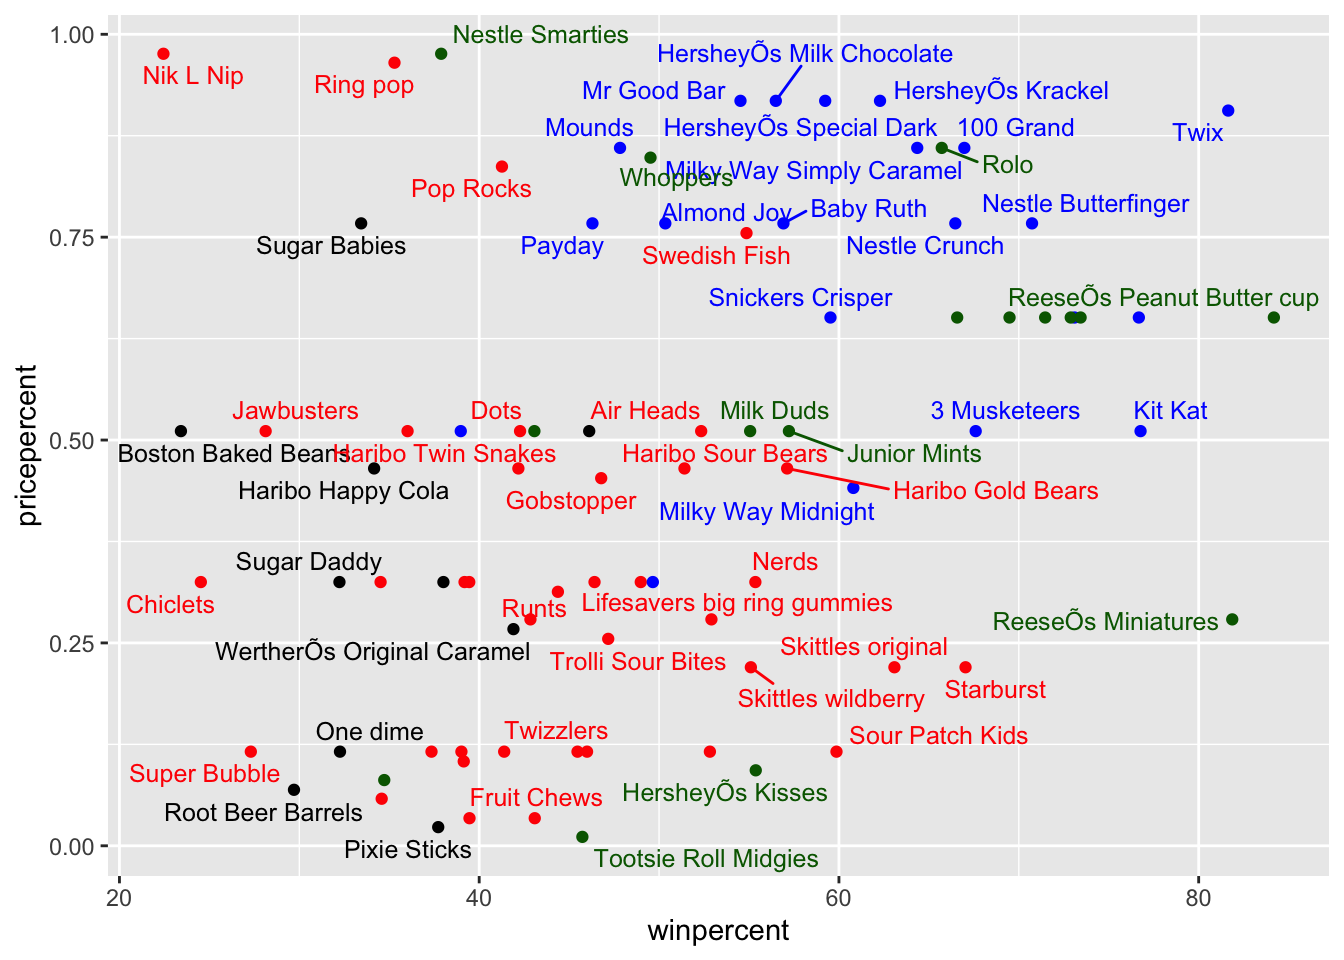 1.00
Nestle Smarties
HersheyÕs Milk Chocolate
Nik L Nip
Ring pop
Mr Good Bar
HersheyÕs Krackel
Mounds
HersheyÕs Special Dark
100 Grand
Twix
Milky Way Simply Caramel
Rolo
Whoppers
Pop Rocks
Almond Joy
Baby Ruth
Nestle Butterfinger
0.75
Sugar Babies
Payday
Nestle Crunch
Swedish Fish
Snickers Crisper
ReeseÕs Peanut Butter cup
Jawbusters
Dots
Air Heads
Milk Duds
3 Musketeers
Kit Kat
0.50
Boston Baked Beans
Haribo Twin Snakes
Haribo Sour Bears
Junior Mints
Haribo Happy Cola
Gobstopper
Haribo Gold Bears
Milky Way Midnight
pricepercent
Sugar Daddy
Nerds
Chiclets
Runts
Lifesavers big ring gummies
ReeseÕs Miniatures
0.25
WertherÕs Original Caramel
Trolli Sour Bites
Skittles original
Skittles wildberry
Starburst
One dime
Twizzlers
Sour Patch Kids
Super Bubble
Root Beer Barrels
Fruit Chews
HersheyÕs Kisses
0.00
Pixie Sticks
Tootsie Roll Midgies
20
40
60
80
winpercent